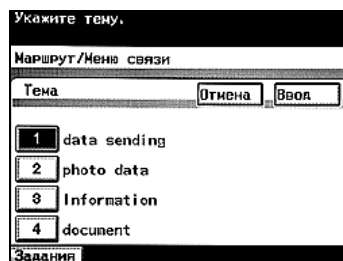 Укажите тему.
Маршрут/Меню связи
Тема Отмена Ввод
1 data sending
2 photo data
3 Information
4 document
Задания